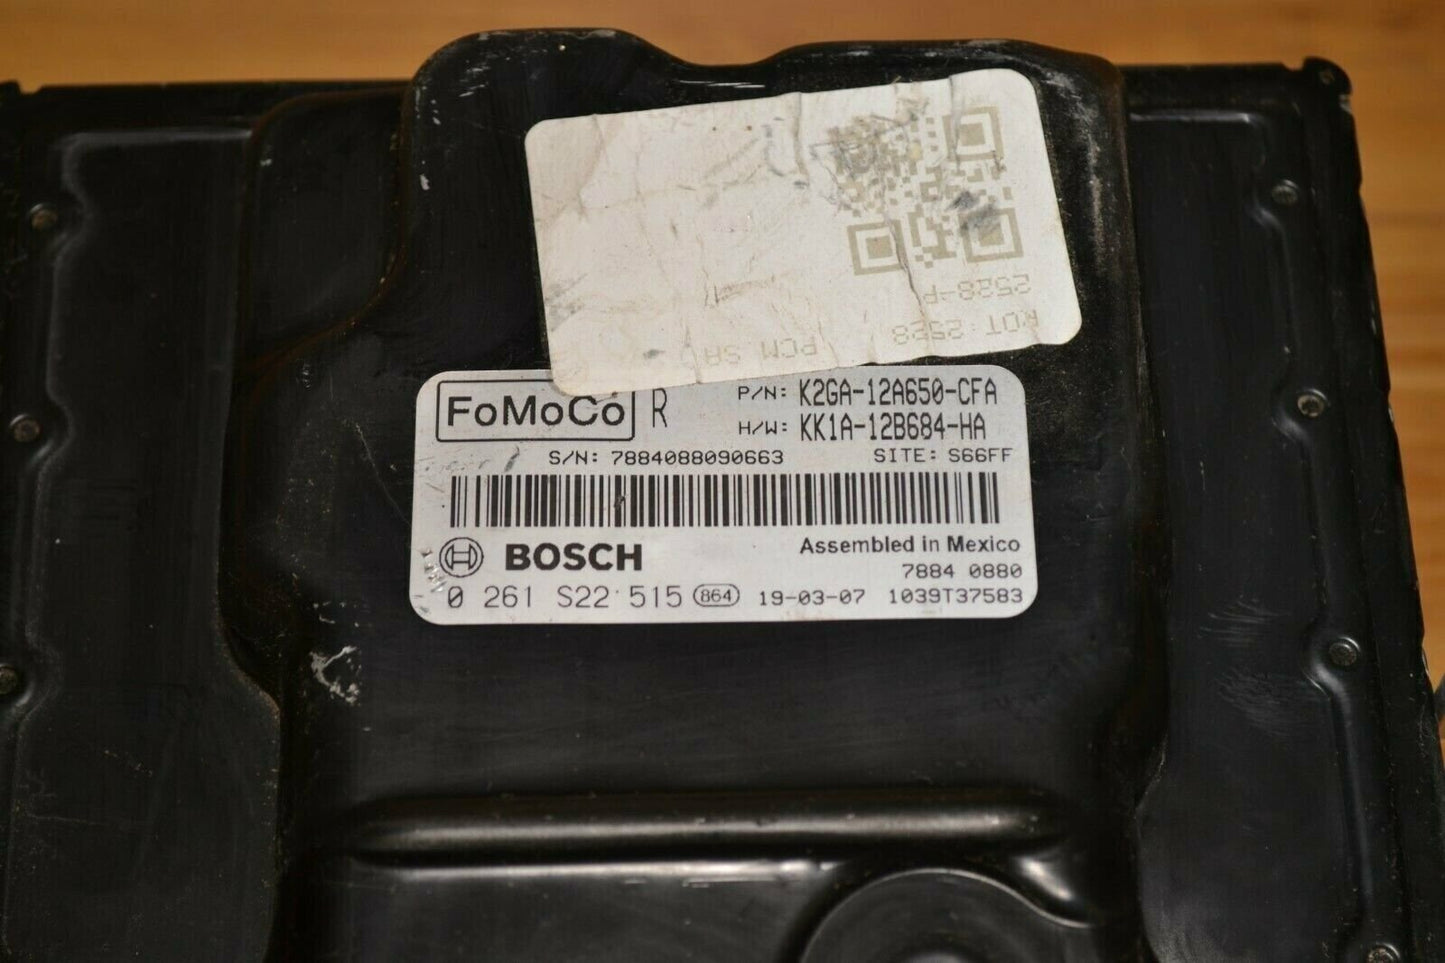 2528-P
ROT: 2528 PCM SA
FoMoCo R P/N: K2GA-12A650-CFA
H/W: KK1A-12B684-HA
S/N: 7884088090663 SITE: S66FF
BOSCH Assembled in Mexico
7884 0880
0 261 S22 515 864 19-03-07 1039T37583